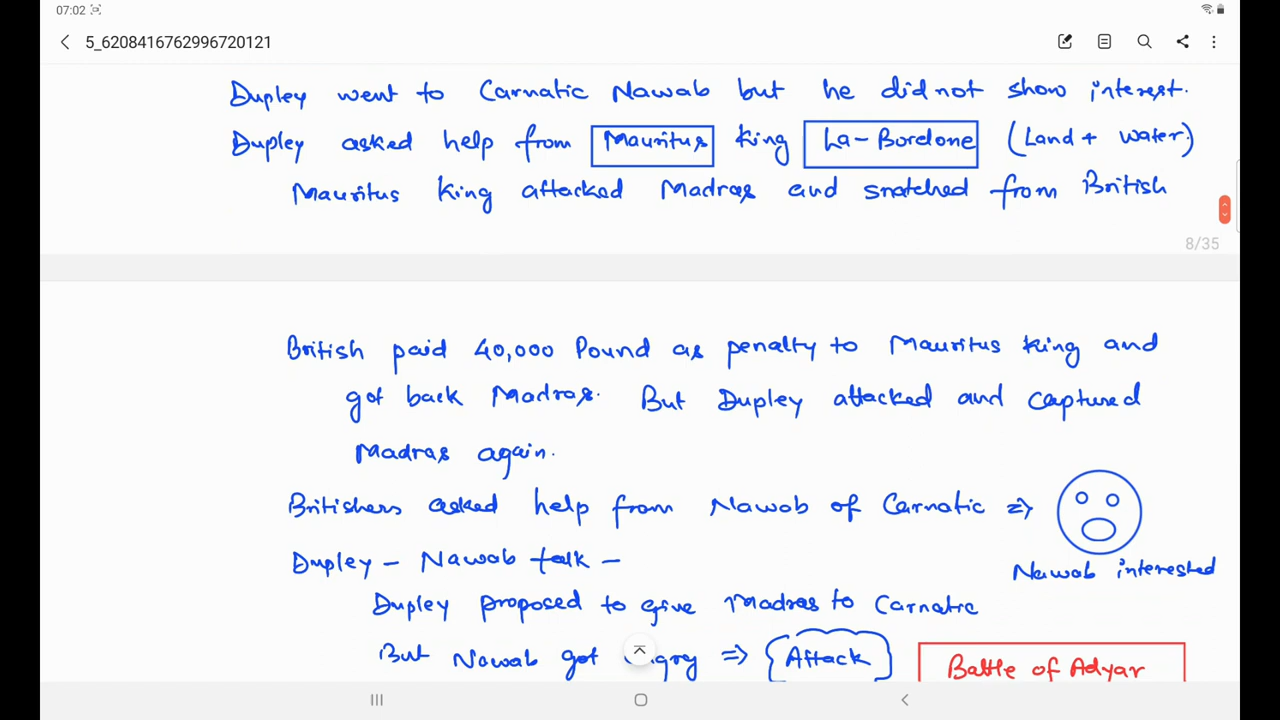 07:02
5_6208416762996720121
Dupley went to Carnatic Nawab but he did not show interest.
Dupley asked help from Mauritus king La-Bordone (Land + water)
Mauritus King attacked Madras and snatched from British
8/35
British paid 40,000 Pound as penalty to Mauritus king and
got back Madras. But Dupley attacked and captured
Madras again.
Britishers asked help from Nawob of Carnatic ⇒
Nawab interested
Dupley - Nawab talk -
Dupley proposed to give Madras to Carnatic
But Nawab got angry ⇒ Attack
Battle of Adyar